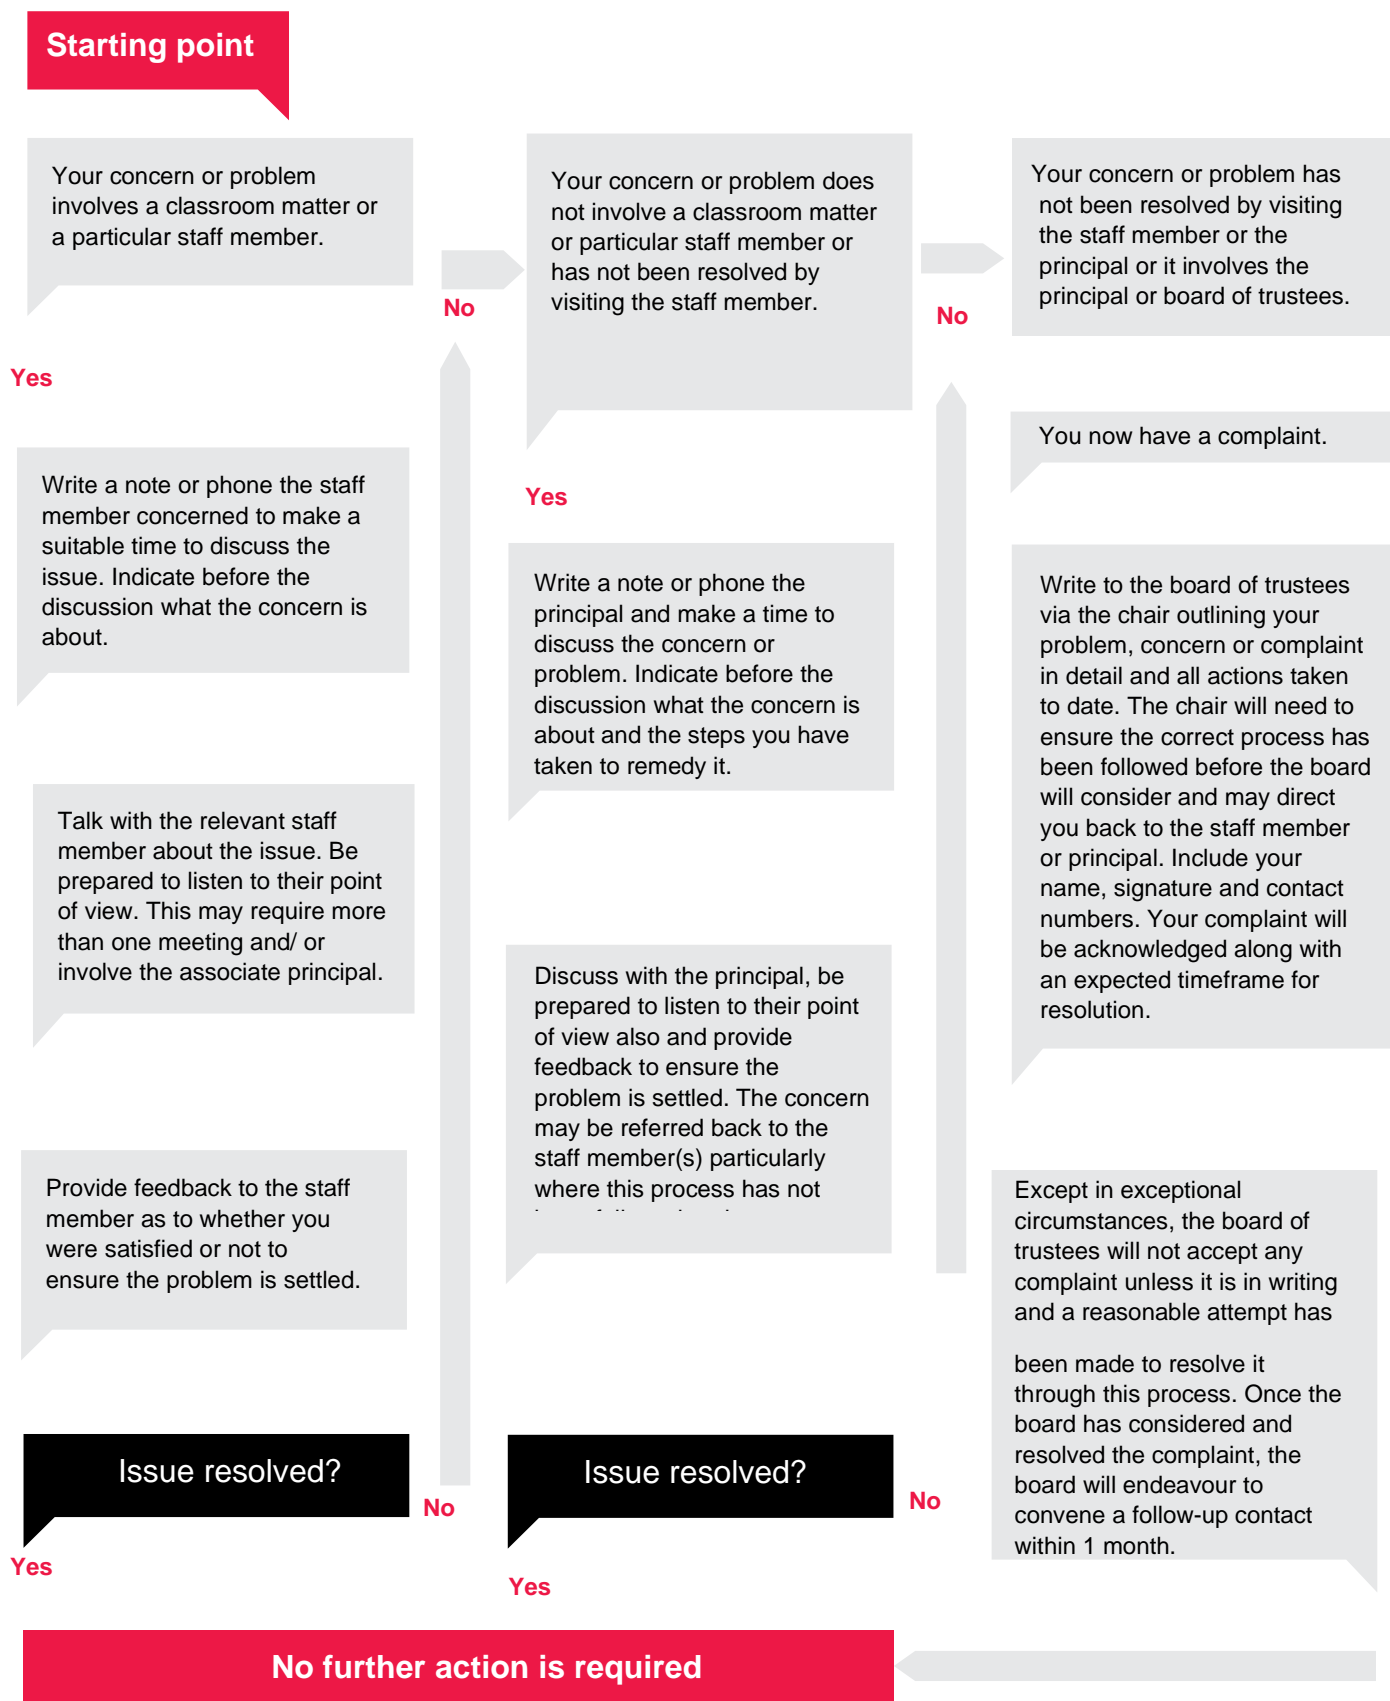 Starting point
Your concern or problem
involves a classroom matter or
a particular staff member.
No
Yes
Write a note or phone the staff
member concerned to make a
suitable time to discuss the
issue. Indicate before the
discussion what the concern is
about.
Talk with the relevant staff
member about the issue. Be
prepared to listen to their point
of view. This may require more
than one meeting and/ or
involve the associate principal.
Provide feedback to the staff
member as to whether you
were satisfied or not to
ensure the problem is settled.
Issue resolved?
No
Yes
Your concern or problem does
not involve a classroom matter
or particular staff member or
has not been resolved by
visiting the staff member.
No
Yes
Write a note or phone the
principal and make a time to
discuss the concern or
problem. Indicate before the
discussion what the concern is
about and the steps you have
taken to remedy it.
Discuss with the principal, be
prepared to listen to their point
of view also and provide
feedback to ensure the
problem is settled. The concern
may be referred back to the
staff member(s) particularly
where this process has not
Issue resolved?
No
Yes
Your concern or problem has
not been resolved by visiting
the staff member or the
principal or it involves the
principal or board of trustees.
You now have a complaint.
Write to the board of trustees
via the chair outlining your
problem, concern or complaint
in detail and all actions taken
to date. The chair will need to
ensure the correct process has
been followed before the board
will consider and may direct
you back to the staff member
or principal. Include your
name, signature and contact
numbers. Your complaint will
be acknowledged along with
an expected timeframe for
resolution.
Except in exceptional
circumstances, the board of
trustees will not accept any
complaint unless it is in writing
and a reasonable attempt has
been made to resolve it
through this process. Once the
board has considered and
resolved the complaint, the
board will endeavour to
convene a follow-up contact
within 1 month.
No further action is required